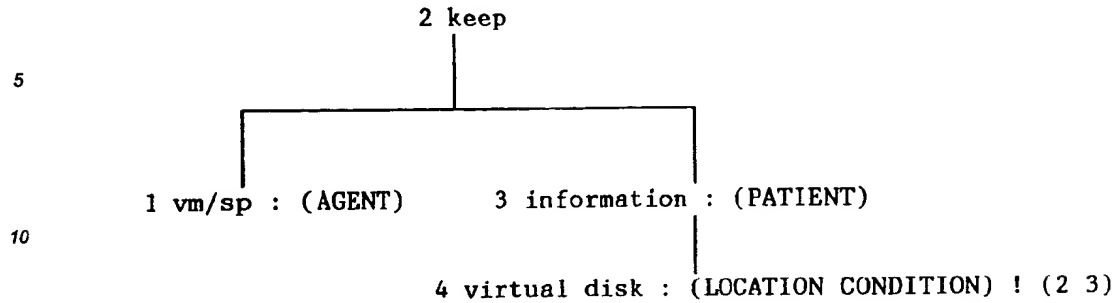 2 keep
5
1 vm/sp : (AGENT) 3 information : (PATIENT)
10
4 virtual disk : (LOCATION CONDITION) ! (2 3)